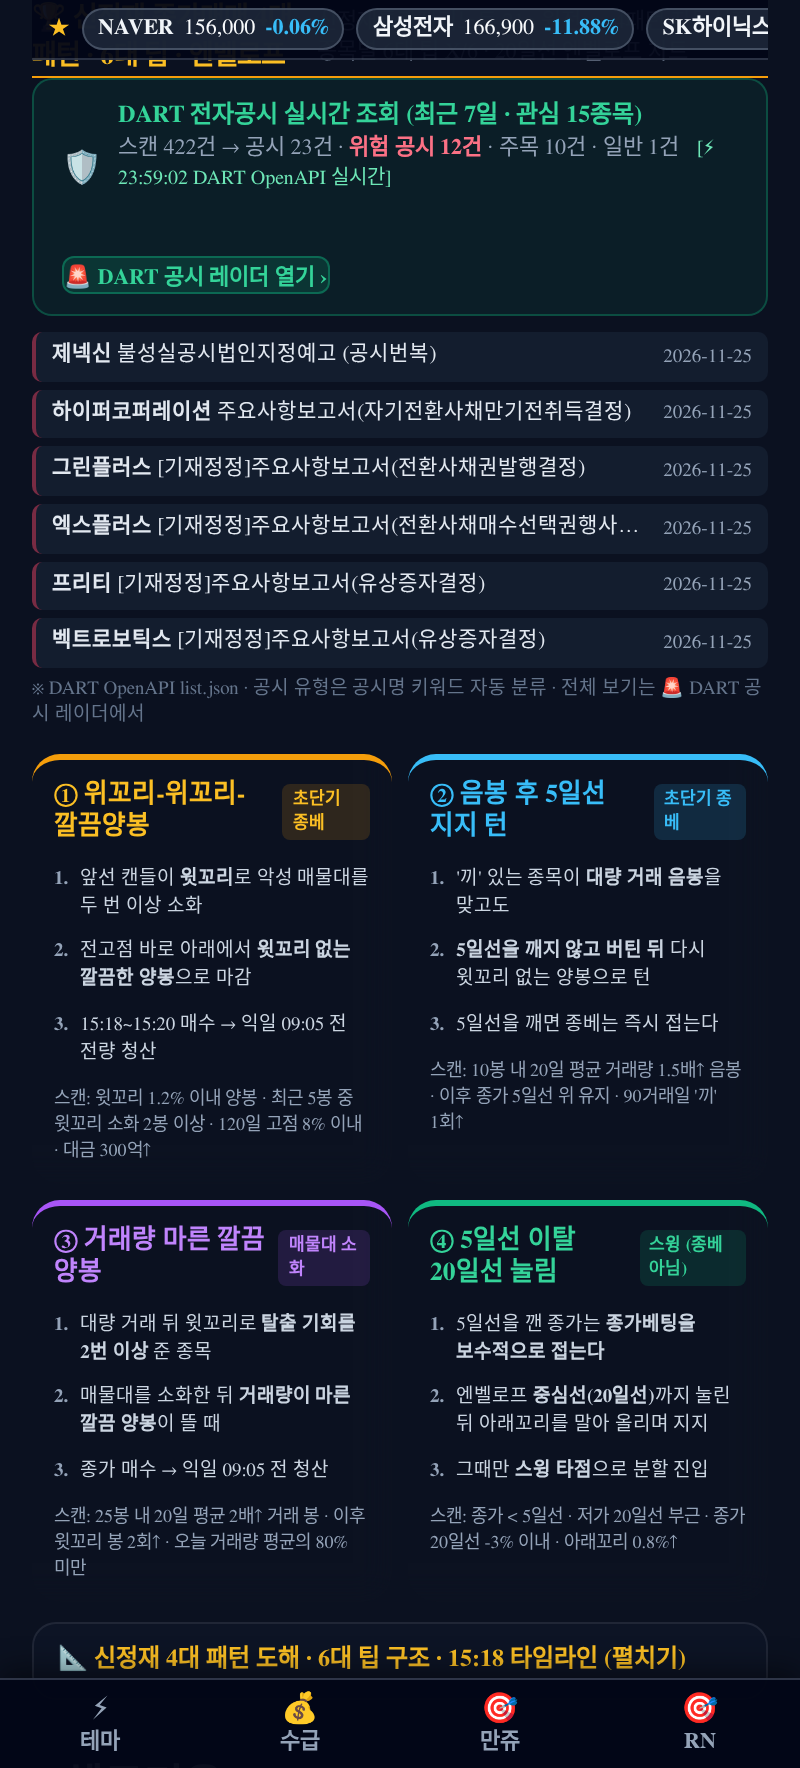 ★ NAVER 156,000 -0.06% 삼성전자 166,900 -11.88% SK하이닉스
DART 전자공시 실시간 조회 (최근 7일 · 관심 15종목)
스캔 422건 → 공시 23건 · 위험 공시 12건 · 주목 10건 · 일반 1건 [⚡
23:59:02 DART OpenAPI 실시간]
🚨 DART 공시 레이더 열기 ›
제넥신 불성실공시법인지정예고 (공시번복) 2026-11-25
하이퍼코퍼레이션 주요사항보고서(자기전환사채만기전취득결정) 2026-11-25
그린플러스 [기재정정]주요사항보고서(전환사채권발행결정) 2026-11-25
엑스플러스 [기재정정]주요사항보고서(전환사채매수선택권행사… 2026-11-25
프리티 [기재정정]주요사항보고서(유상증자결정) 2026-11-25
벡트로보틱스 [기재정정]주요사항보고서(유상증자결정) 2026-11-25
※ DART OpenAPI list.json · 공시 유형은 공시명 키워드 자동 분류 · 전체 보기는 🚨 DART 공
시 레이더에서
① 위꼬리-위꼬리-
깔끔양봉
초단기
종베
1. 앞선 캔들이 윗꼬리로 악성 매물대를
두 번 이상 소화
2. 전고점 바로 아래에서 윗꼬리 없는
깔끔한 양봉으로 마감
3. 15:18~15:20 매수 → 익일 09:05 전
전량 청산
스캔: 윗꼬리 1.2% 이내 양봉 · 최근 5봉 중
윗꼬리 소화 2봉 이상 · 120일 고점 8% 이내
· 대금 300억↑
② 음봉 후 5일선
지지 턴
초단기 종
베
1. '끼' 있는 종목이 대량 거래 음봉을
맞고도
2. 5일선을 깨지 않고 버틴 뒤 다시
윗꼬리 없는 양봉으로 턴
3. 5일선을 깨면 종베는 즉시 접는다
스캔: 10봉 내 20일 평균 거래량 1.5배↑ 음봉
· 이후 종가 5일선 위 유지 · 90거래일 '끼'
1회↑
③ 거래량 마른 깔끔
양봉
매물대 소
화
1. 대량 거래 뒤 윗꼬리로 탈출 기회를
2번 이상 준 종목
2. 매물대를 소화한 뒤 거래량이 마른
깔끔 양봉이 뜰 때
3. 종가 매수 → 익일 09:05 전 청산
스캔: 25봉 내 20일 평균 2배↑ 거래 봉 · 이후
윗꼬리 봉 2회↑ · 오늘 거래량 평균의 80%
미만
④ 5일선 이탈
20일선 눌림
스윙 (종베
아님)
1. 5일선을 깬 종가는 종가베팅을
보수적으로 접는다
2. 엔벨로프 중심선(20일선)까지 눌린
뒤 아래꼬리를 말아 올리며 지지
3. 그때만 스윙 타점으로 분할 진입
스캔: 종가 < 5일선 · 저가 20일선 부근 · 종가
20일선 -3% 이내 · 아래꼬리 0.8%↑
📐 신정재 4대 패턴 도해 · 6대 팁 구조 · 15:18 타임라인 (펼치기)
⚡ 테마
💰 수급
🎯 만쥬
🎯 RN